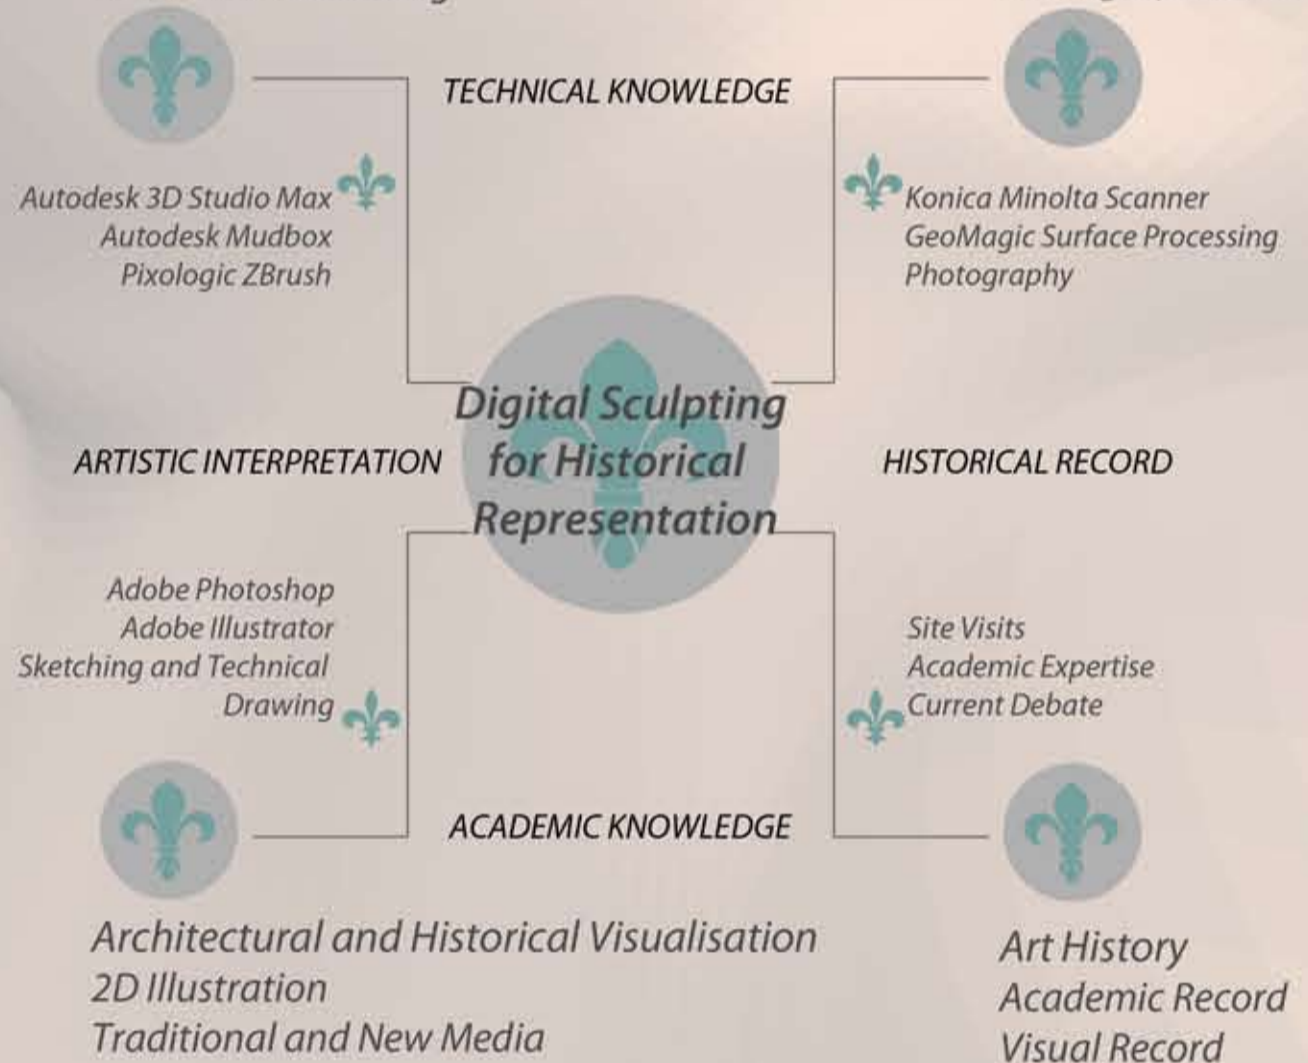 TECHNICAL KNOWLEDGE
Autodesk 3D Studio Max
Autodesk Mudbox
Pixologic ZBrush
Konica Minolta Scanner
GeoMagic Surface Processing
Photography
Digital Sculpting
for Historical
Representation
ARTISTIC INTERPRETATION
HISTORICAL RECORD
Adobe Photoshop
Adobe Illustrator
Sketching and Technical
Drawing
Site Visits
Academic Expertise
Current Debate
ACADEMIC KNOWLEDGE
Architectural and Historical Visualisation
2D Illustration
Traditional and New Media
Art History
Academic Record
Visual Record